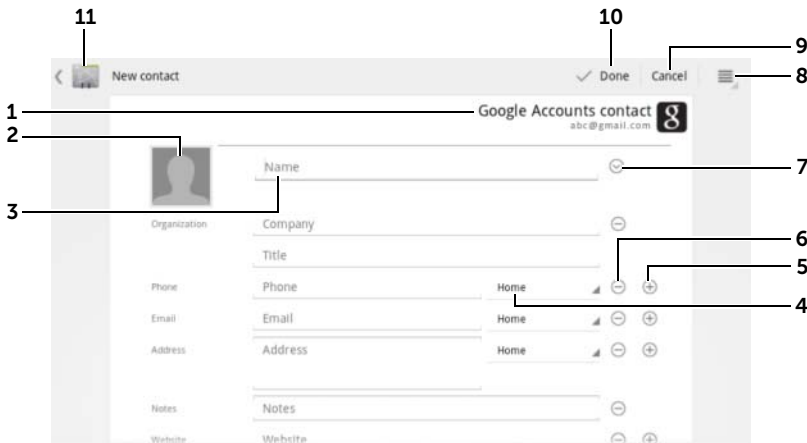 11
10
9
New contact
Done
Cancel
8
1
Google Accounts contact
abc@gmail.com
g
2
Name
7
3
Organization
Company
6
Title
5
Phone
Phone
Home
4
Email
Email
Home
Address
Address
Home
Notes
Notes
Website
Website